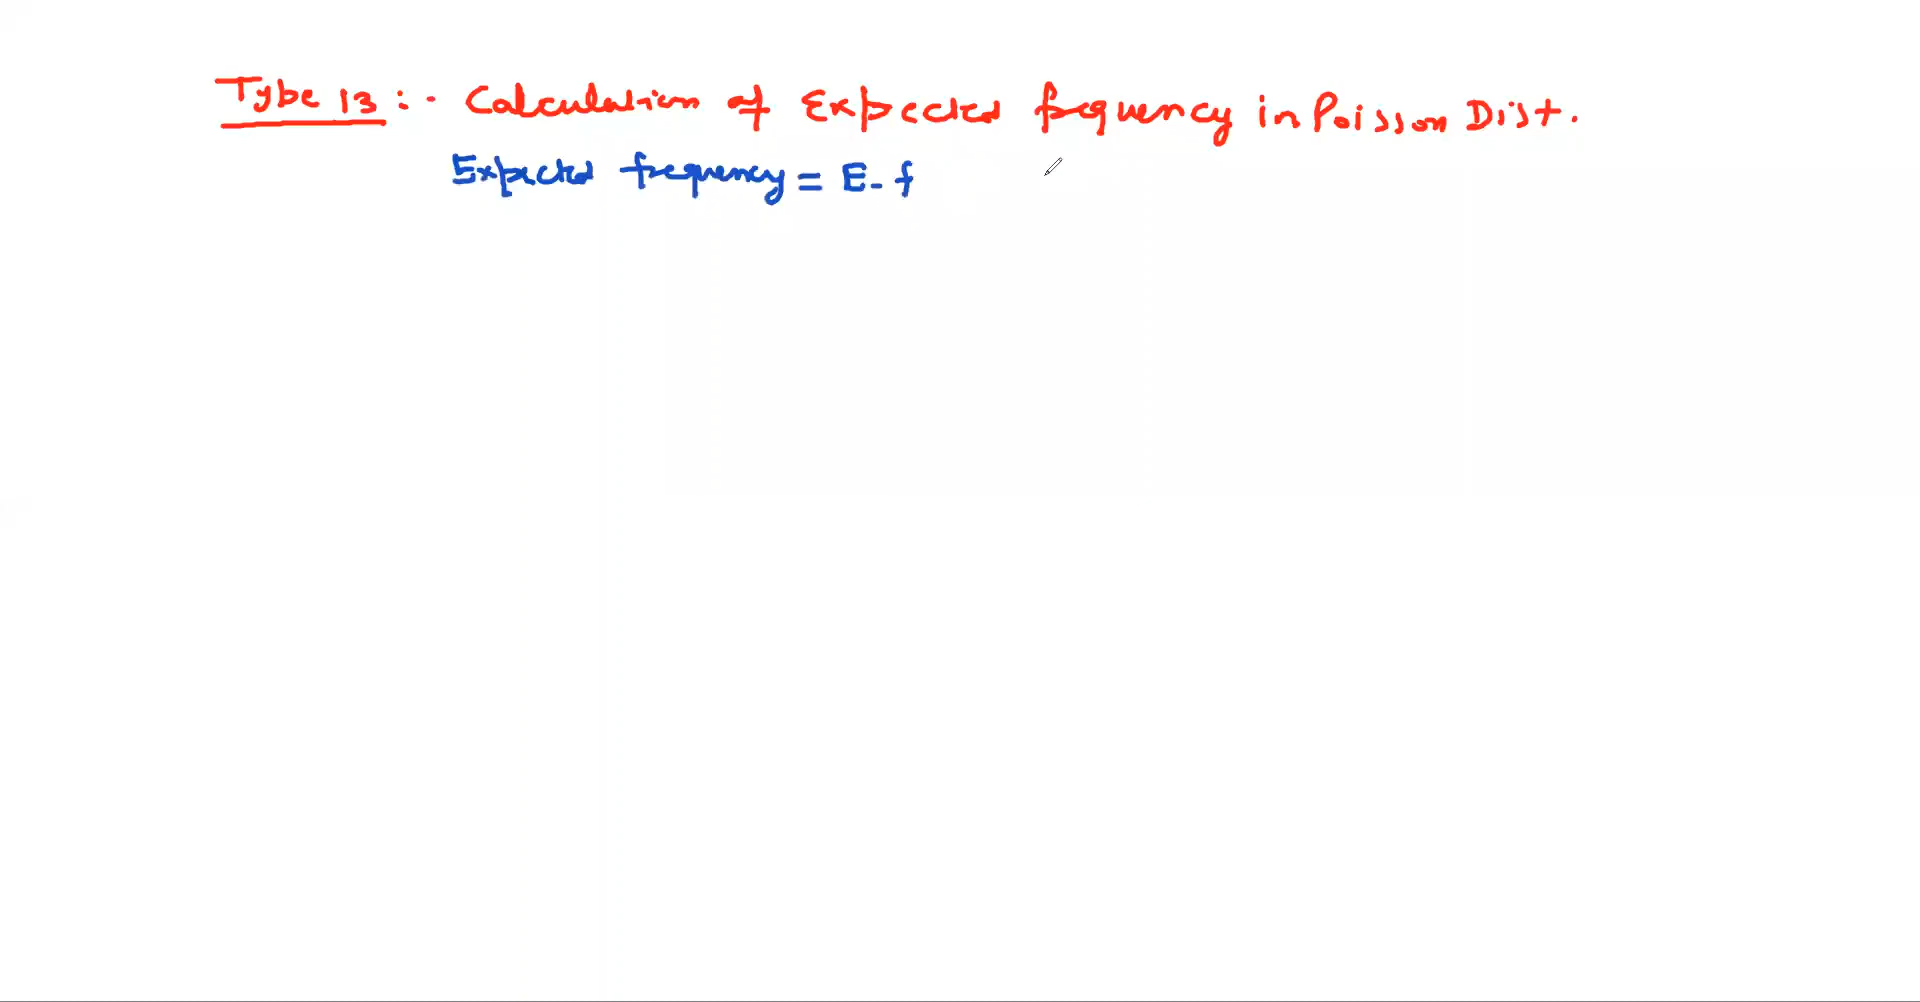 Type 13 :- Calculation of Expected frequency in Poisson Dist.
Expected frequency = E-f